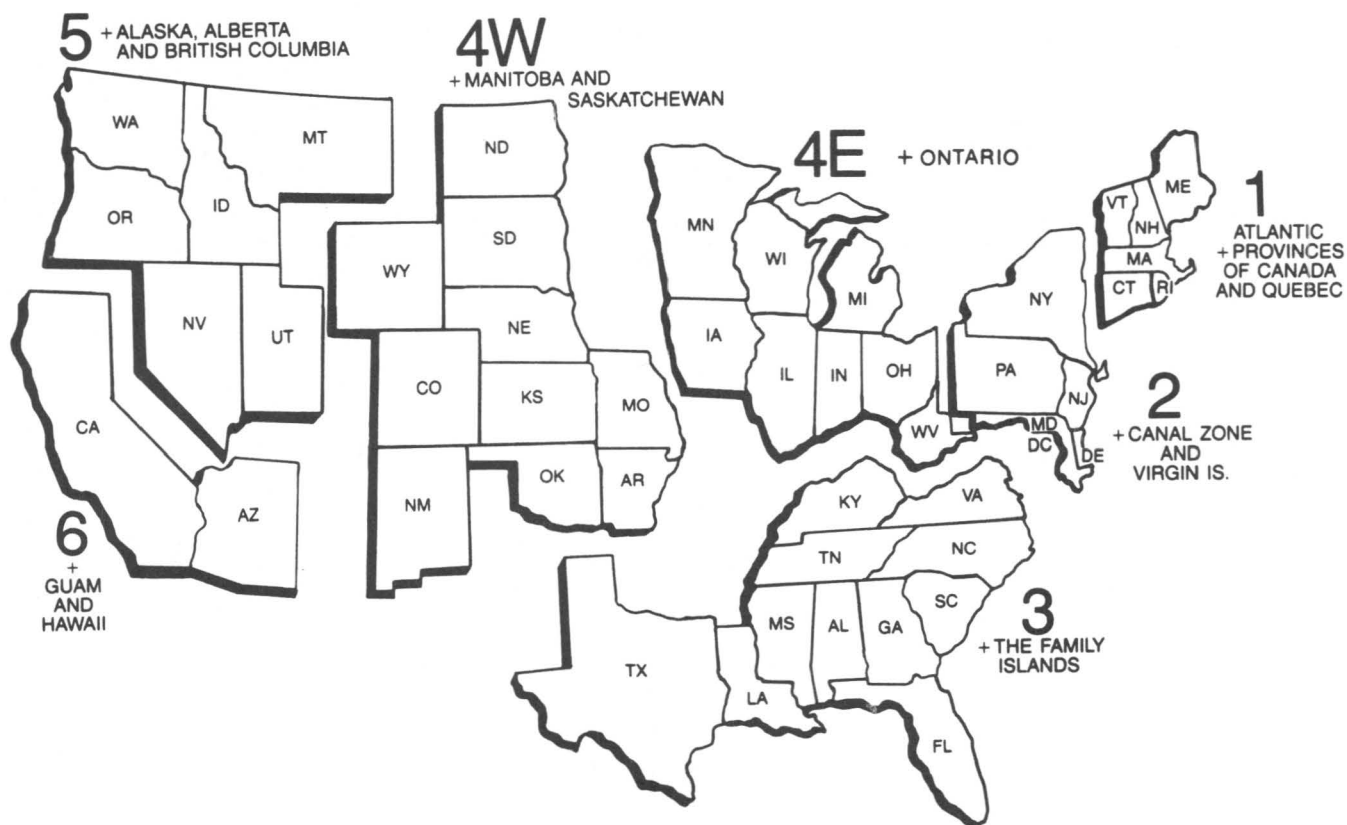 5 + ALASKA, ALBERTA
AND BRITISH COLUMBIA
WA
MT
OR
ID
NV
UT
4W
+ MANITOBA AND
SASKATCHEWAN
ND
SD
WY
NE
CO
KS
MO
NM
OK
AR
TX
LA
4E + ONTARIO
MN
WI
MI
IA
IL
IN
OH
WV
1
ATLANTIC
+ PROVINCES
OF CANADA
AND QUEBEC
ME
VT
NH
MA
CT
RI
NY
PA
NJ
MD
DC
DE
2
+ CANAL ZONE
AND
VIRGIN IS.
KY
VA
TN
NC
SC
MS
AL
GA
FL
3
+ THE FAMILY
ISLANDS
CA
AZ
6
+
GUAM
AND
HAWAII